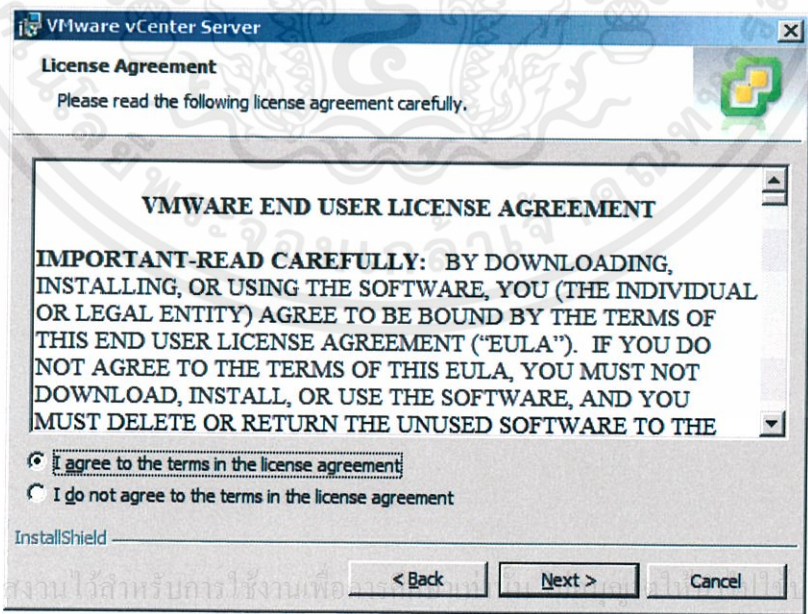 VMware vCenter Server
License Agreement
Please read the following license agreement carefully.
VMWARE END USER LICENSE AGREEMENT
IMPORTANT-READ CAREFULLY: BY DOWNLOADING,
INSTALLING, OR USING THE SOFTWARE, YOU (THE INDIVIDUAL
OR LEGAL ENTITY) AGREE TO BE BOUND BY THE TERMS OF
THIS END USER LICENSE AGREEMENT (“EULA”). IF YOU DO
NOT AGREE TO THE TERMS OF THIS EULA, YOU MUST NOT
DOWNLOAD, INSTALL, OR USE THE SOFTWARE, AND YOU
MUST DELETE OR RETURN THE UNUSED SOFTWARE TO THE
I agree to the terms in the license agreement
I do not agree to the terms in the license agreement
InstallShield
< Back
Next >
Cancel